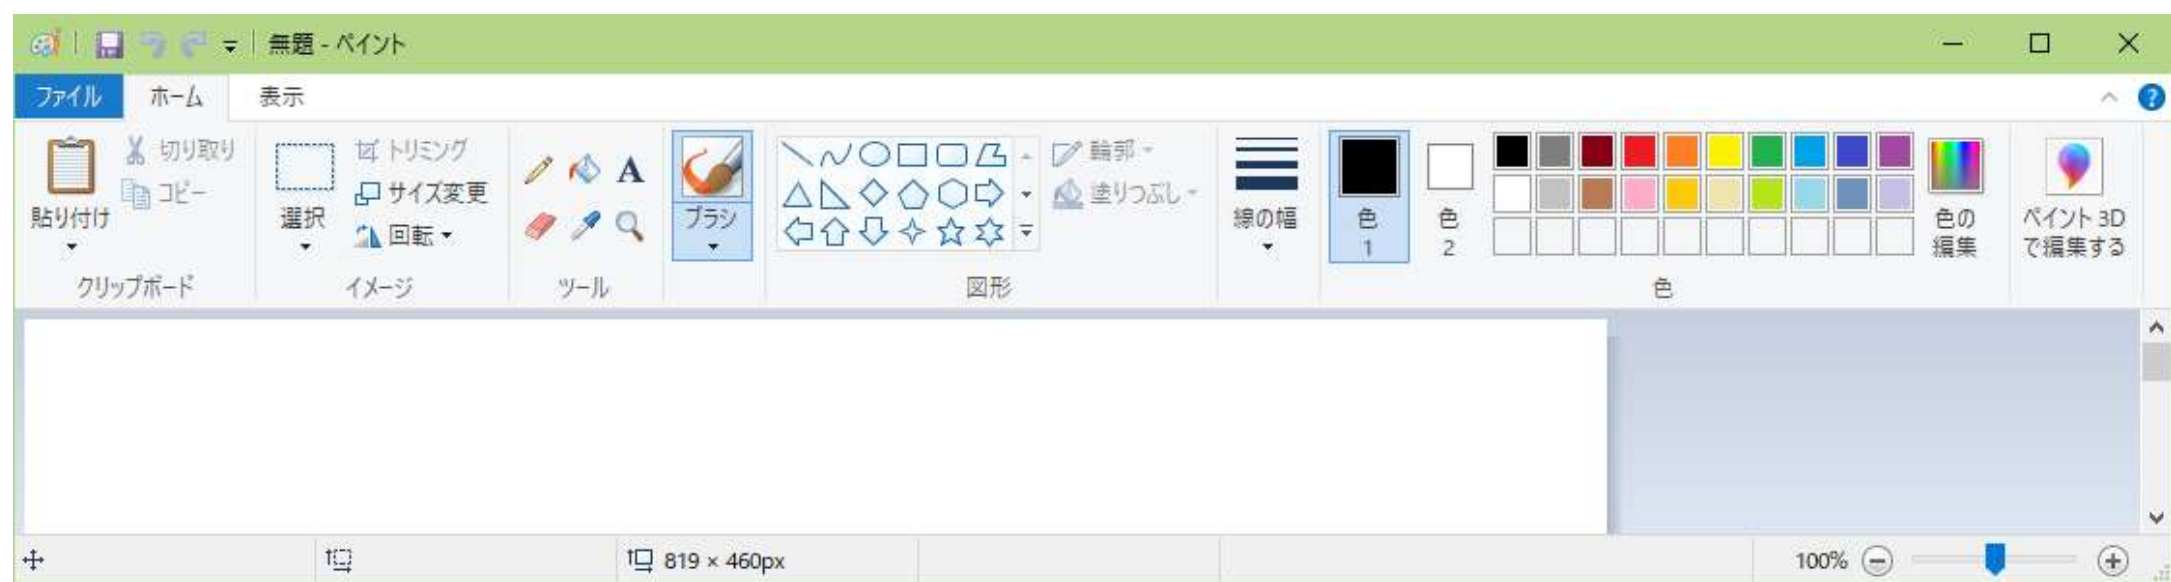 無題 - ペイント
ファイル ホーム 表示
貼り付け
切り取り
コピー
クリップボード
選択
トリミング
サイズ変更
回転
イメージ
A
ツール
ブラシ
輪郭
塗りつぶし
図形
線の幅
色
1
色
2
色の
編集
色
ペイント 3D
で編集する
819 × 460px
100%